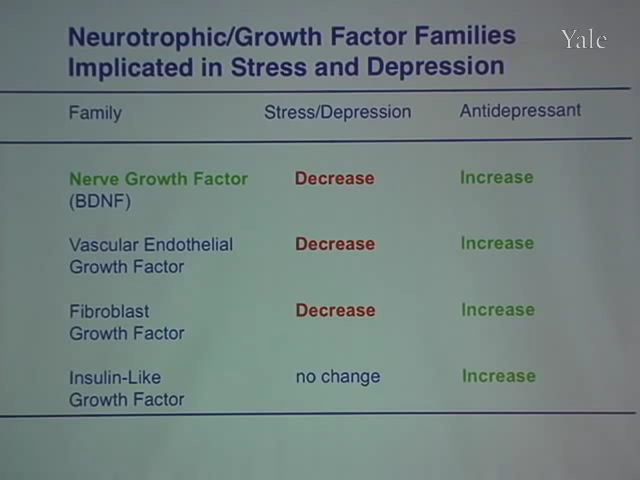 Neurotrophic/Growth Factor Families
Implicated in Stress and Depression
Yale
Family Stress/Depression Antidepressant
Nerve Growth Factor Decrease Increase
(BDNF)
Vascular Endothelial Decrease Increase
Growth Factor
Fibroblast Decrease Increase
Growth Factor
Insulin-Like no change Increase
Growth Factor